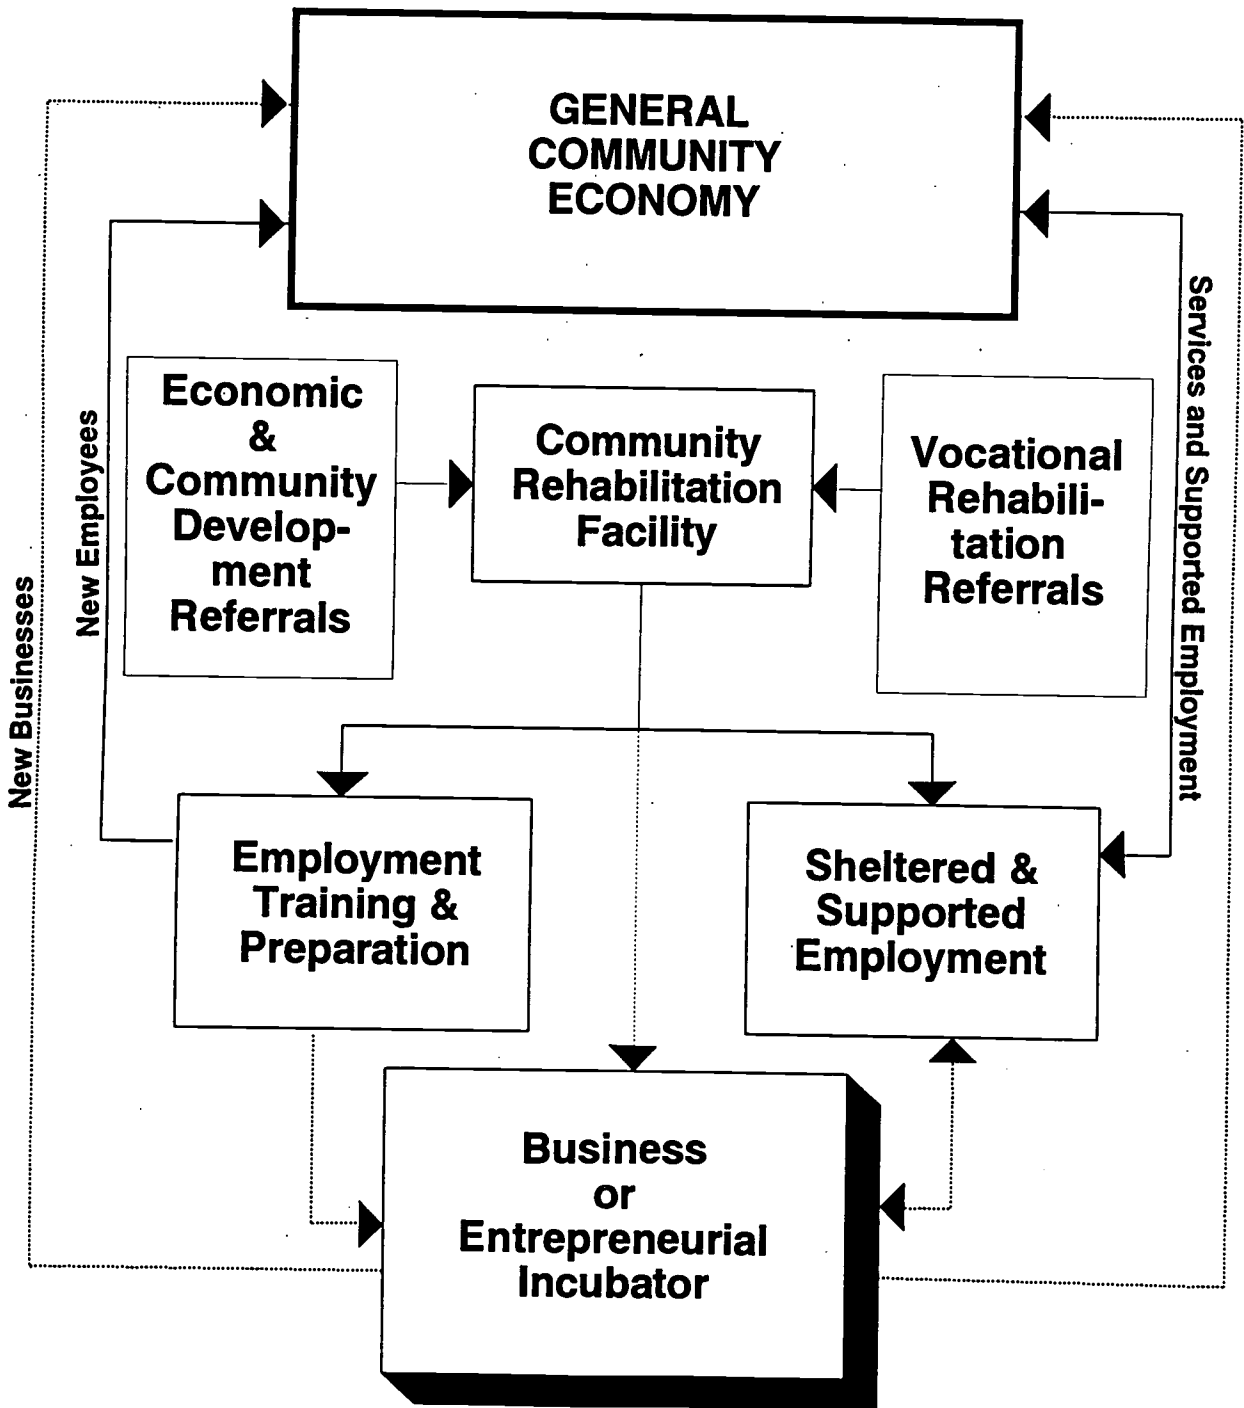 GENERAL
COMMUNITY
ECONOMY
Economic
&
Community
Develop-
ment
Referrals
Community
Rehabilitation
Facility
Vocational
Rehabili-
tation
Referrals
New Employees
New Businesses
Services and Supported Employment
Employment
Training &
Preparation
Sheltered &
Supported
Employment
Business
or
Entrepreneurial
Incubator